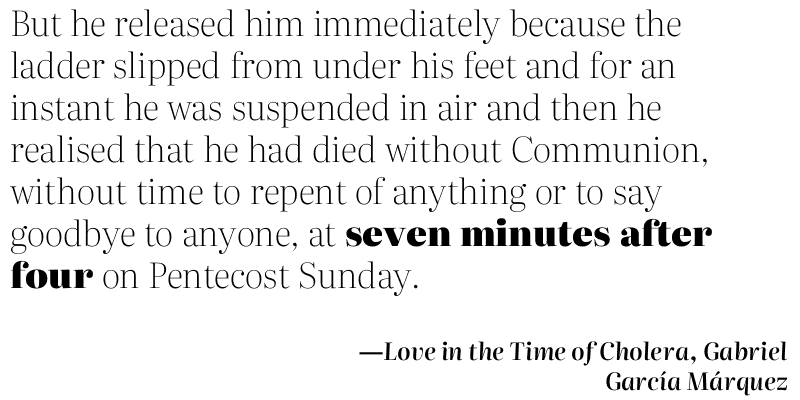 But he released him immediately because the
ladder slipped from under his feet and for an
instant he was suspended in air and then he
realised that he had died without Communion,
without time to repent of anything or to say
goodbye to anyone, at seven minutes after
four on Pentecost Sunday.
—Love in the Time of Cholera, Gabriel
García Márquez